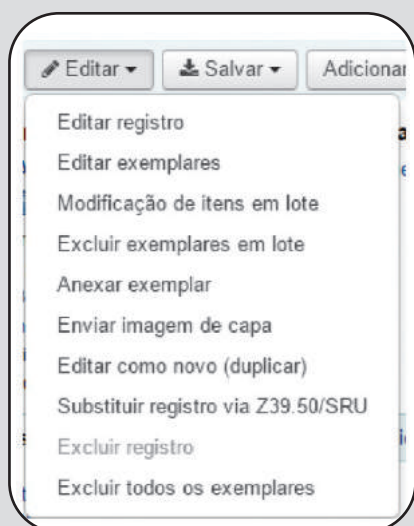 Editar Salvar Adicionar
Editar registro
Editar exemplares
Modificação de itens em lote
Excluir exemplares em lote
Anexar exemplar
Enviar imagem de capa
Editar como novo (duplicar)
Substituir registro via Z39.50/SRU
Excluir registro
Excluir todos os exemplares